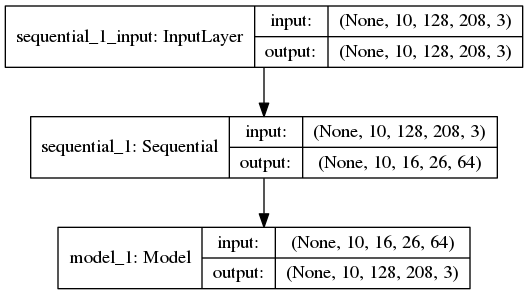 sequential_1_input: InputLayer
input:
(None, 10, 128, 208, 3)
output:
(None, 10, 128, 208, 3)
sequential_1: Sequential
input:
(None, 10, 128, 208, 3)
output:
(None, 10, 16, 26, 64)
model_1: Model
input:
(None, 10, 16, 26, 64)
output:
(None, 10, 128, 208, 3)